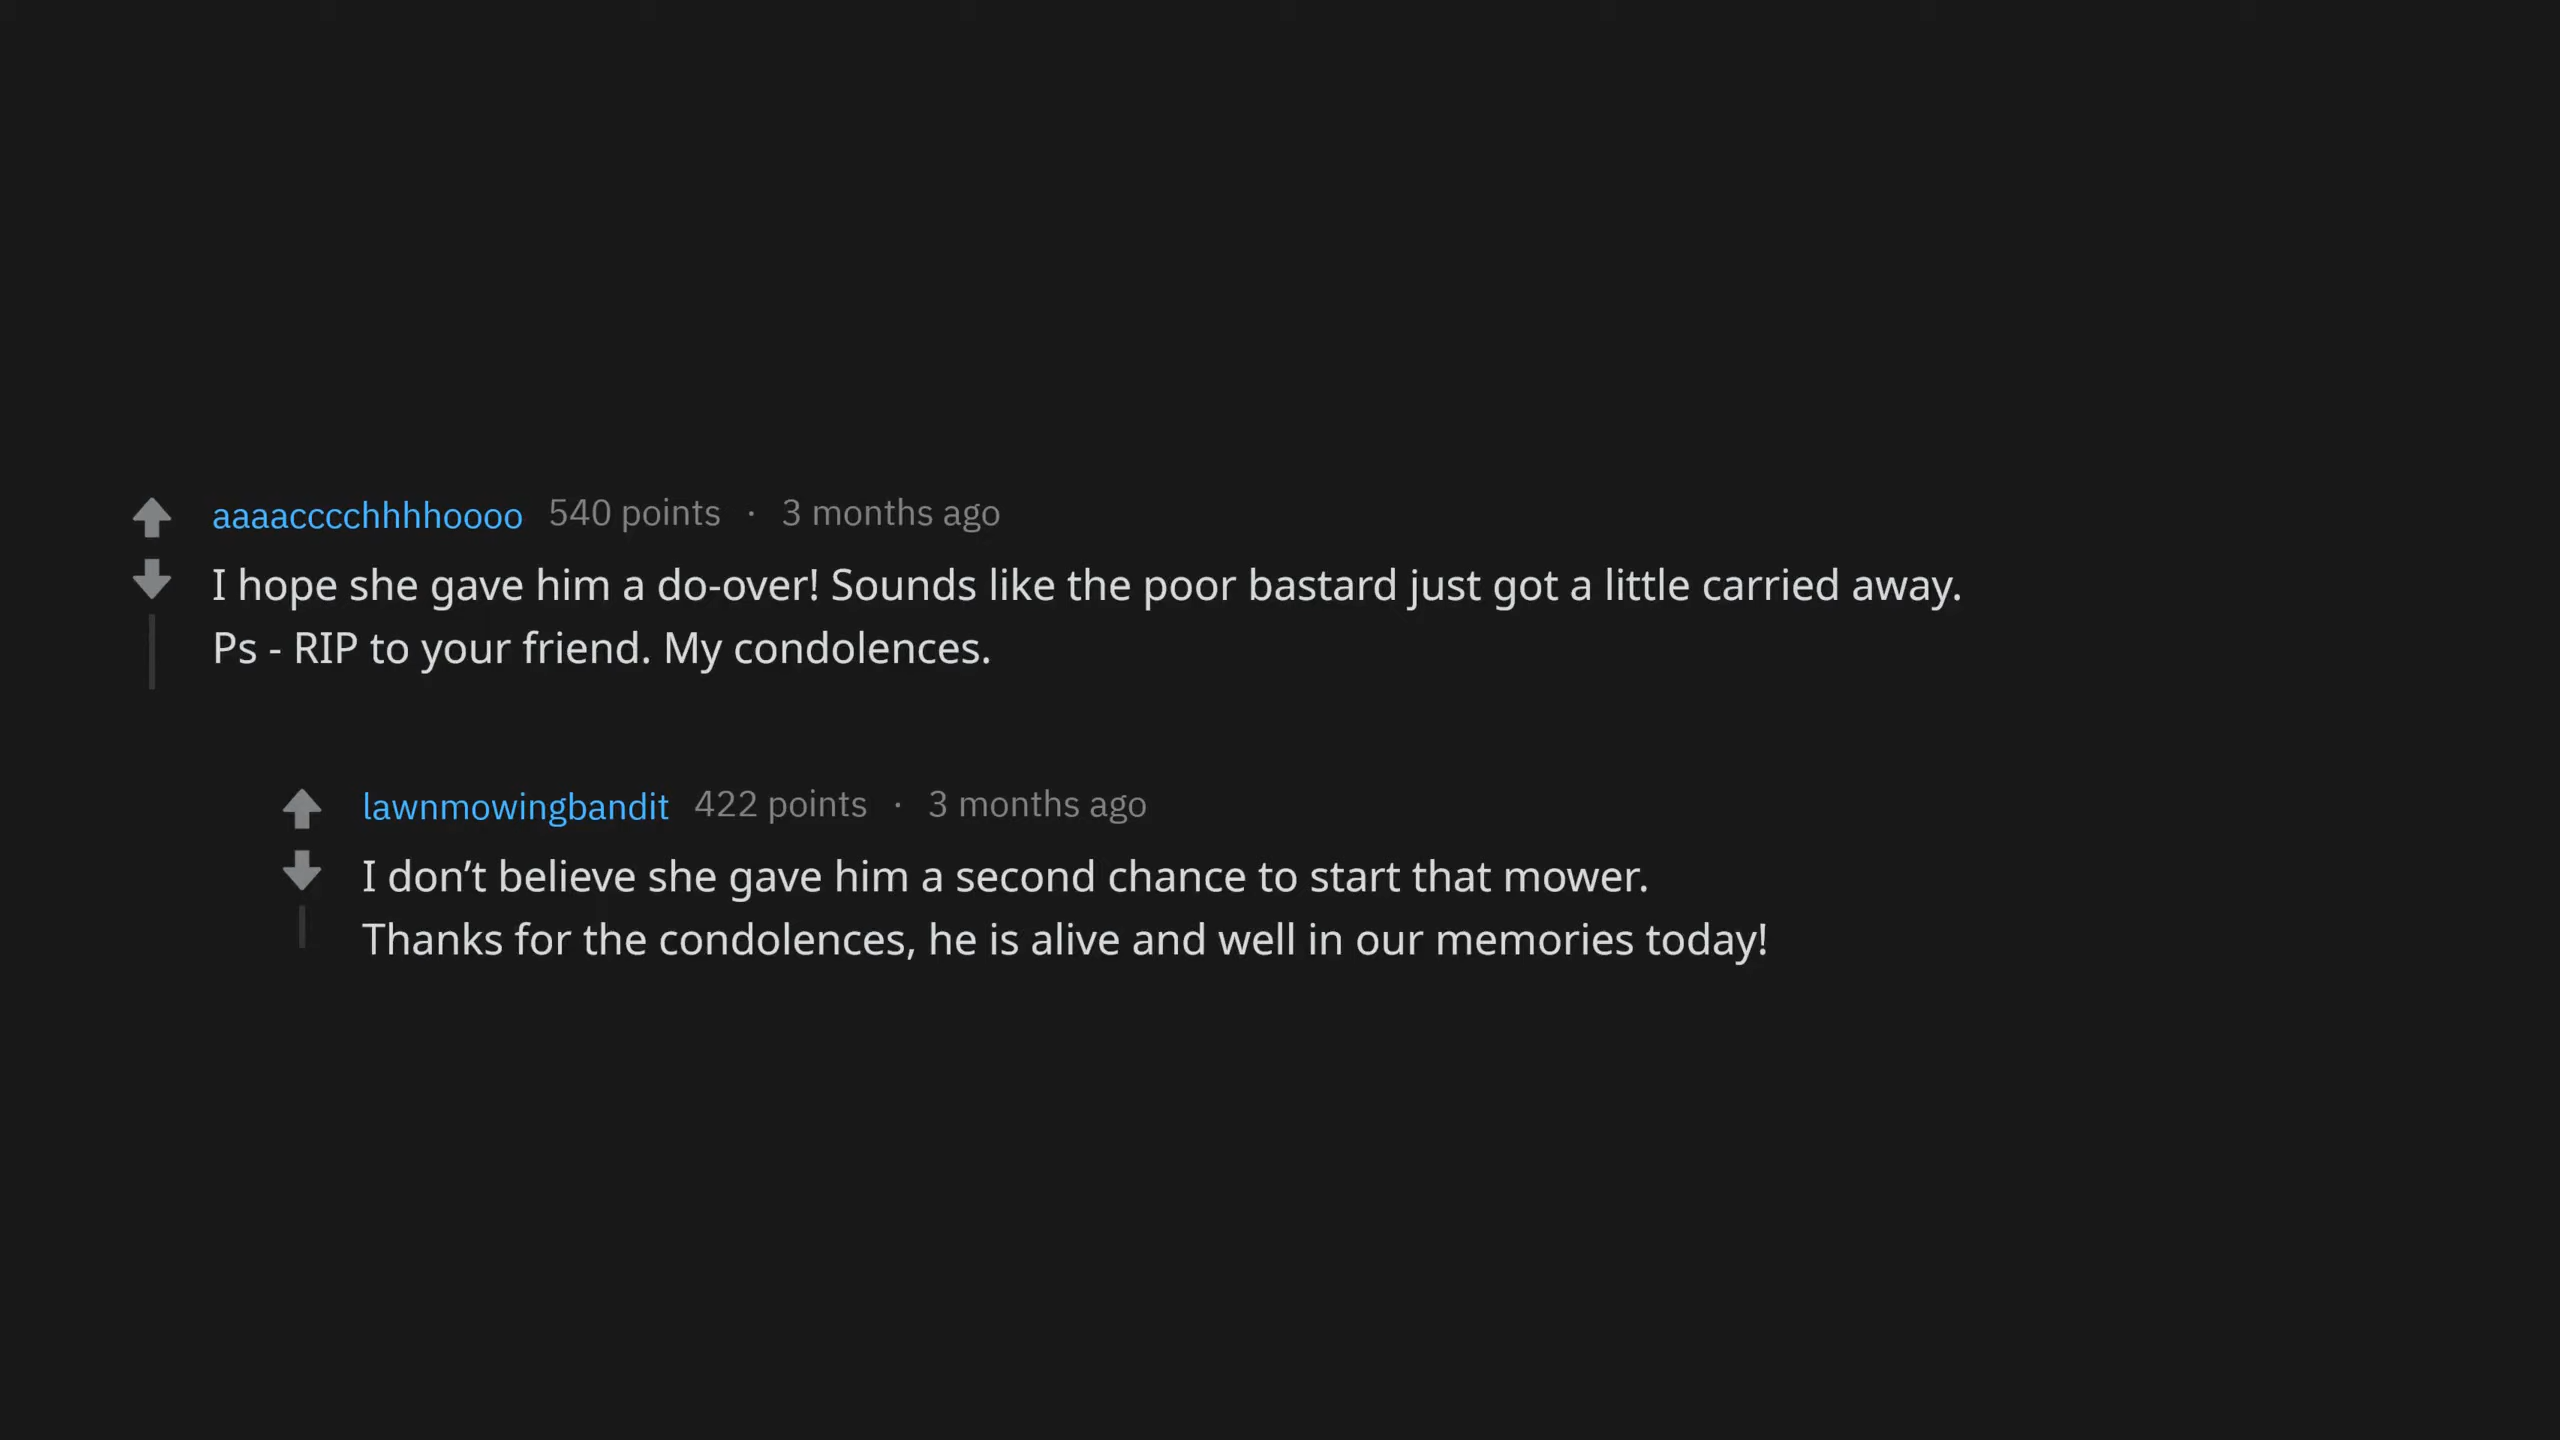 aaaacccchhhhoooo 540 points · 3 months ago
I hope she gave him a do-over! Sounds like the poor bastard just got a little carried away.
Ps - RIP to your friend. My condolences.
lawnmowingbandit 422 points · 3 months ago
I don’t believe she gave him a second chance to start that mower.
Thanks for the condolences, he is alive and well in our memories today!